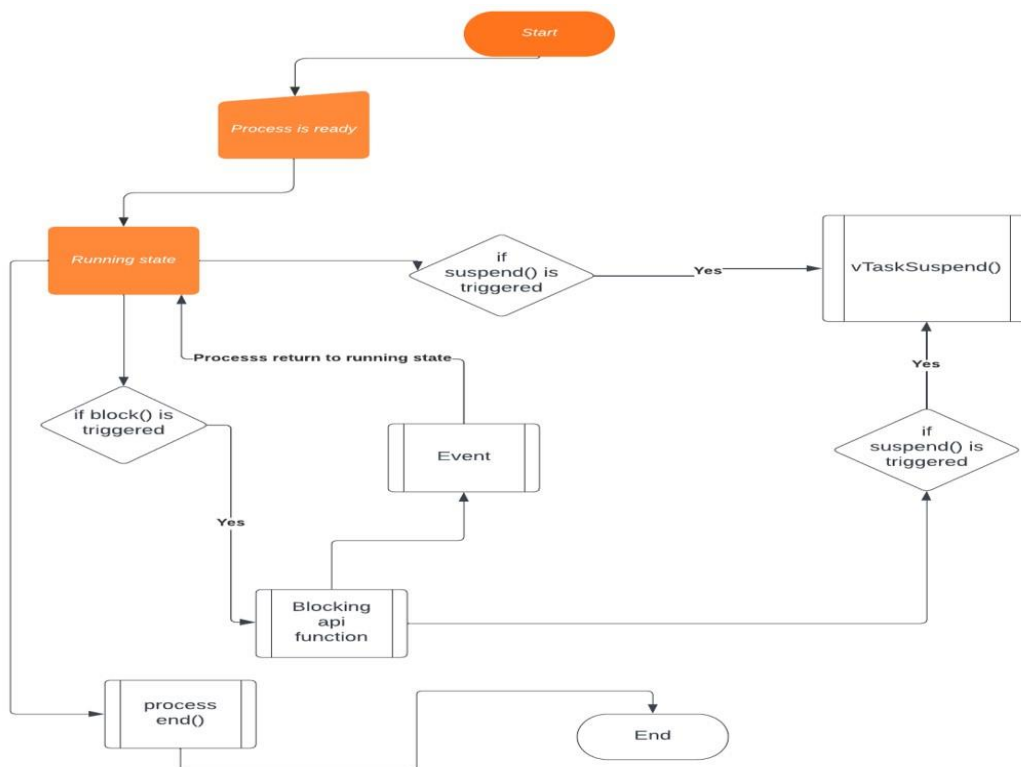 Start
Process is ready
Running state
if
suspend() is
triggered
Yes
vTaskSuspend()
Processs return to running state
Yes
if block() is
triggered
Event
if
suspend() is
triggered
Yes
Blocking
api
function
process
end()
End